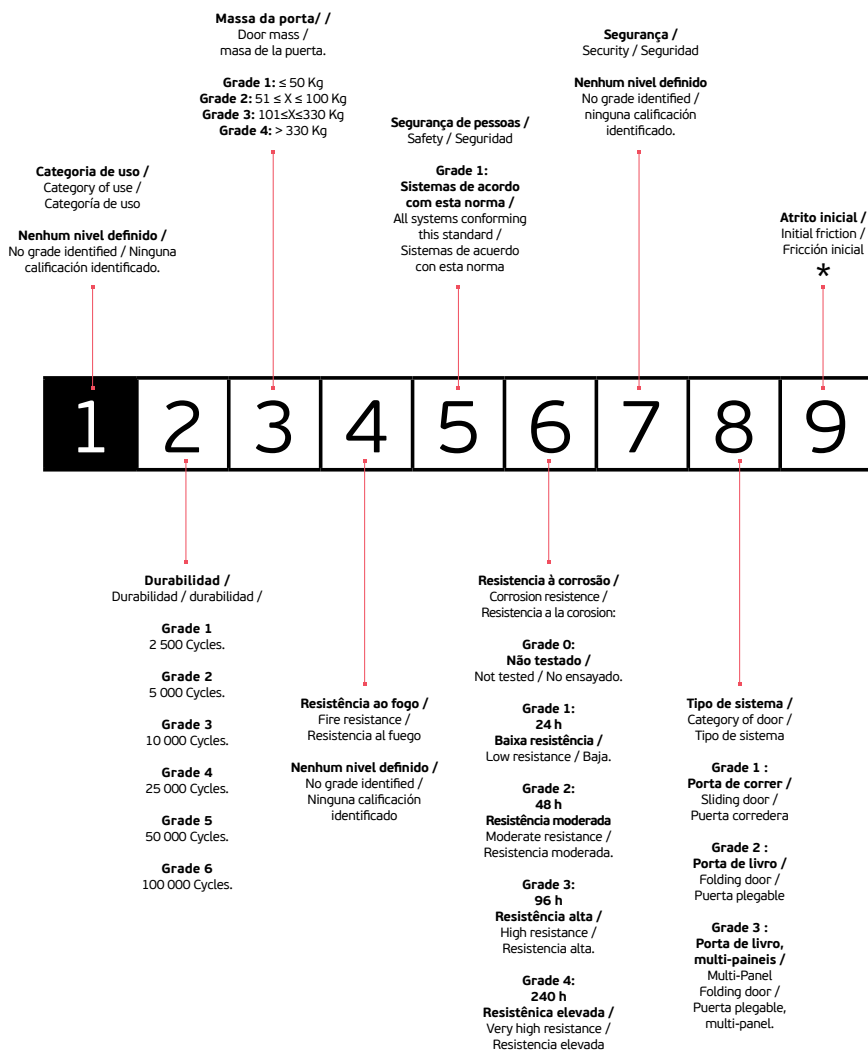 Massa da porta/ /
Door mass /
masa de la puerta.
Grade 1: ≤ 50 Kg
Grade 2: 51 ≤ X ≤ 100 Kg
Grade 3: 101≤X≤330 Kg
Grade 4: > 330 Kg
Segurança /
Security / Seguridad
Nenhum nivel definido
No grade identified /
ninguna calificación
identificado.
Segurança de pessoas /
Safety / Seguridad
Grade 1:
Sistemas de acordo
com esta norma /
All systems conforming
this standard /
Sistemas de acuerdo
con esta norma
Categoria de uso /
Category of use /
Categoría de uso
Nenhum nivel definido /
No grade identified / Ninguna
calificación identificado.
Atrito inicial /
Initial friction /
Fricción inicial
*
1 2 3 4 5 6 7 8 9
Durabilidad /
Durabilidad / durabilidad /
Grade 1
2 500 Cycles.
Grade 2
5 000 Cycles.
Grade 3
10 000 Cycles.
Grade 4
25 000 Cycles.
Grade 5
50 000 Cycles.
Grade 6
100 000 Cycles.
Resistência ao fogo /
Fire resistance /
Resistencia al fuego
Nenhum nivel definido /
No grade identified /
Ninguna calificación
identificado
Resistencia à corrosão /
Corrosion resistence /
Resistencia a la corosion:
Grade 0:
Não testado /
Not tested / No ensayado.
Grade 1:
24 h
Baixa resistência /
Low resistance / Baja.
Grade 2:
48 h
Resistência moderada
Moderate resistance /
Resistencia moderada.
Grade 3:
96 h
Resistência alta /
High resistance /
Resistencia alta.
Grade 4:
240 h
Resistênica elevada /
Very high resistance /
Resistencia elevada
Tipo de sistema /
Category of door /
Tipo de sistema
Grade 1 :
Porta de correr /
Sliding door /
Puerta corredera
Grade 2 :
Porta de livro /
Folding door /
Puerta plegable
Grade 3 :
Porta de livro,
multi-paineis /
Multi-Panel
Folding door /
Puerta plegable,
multi-panel.